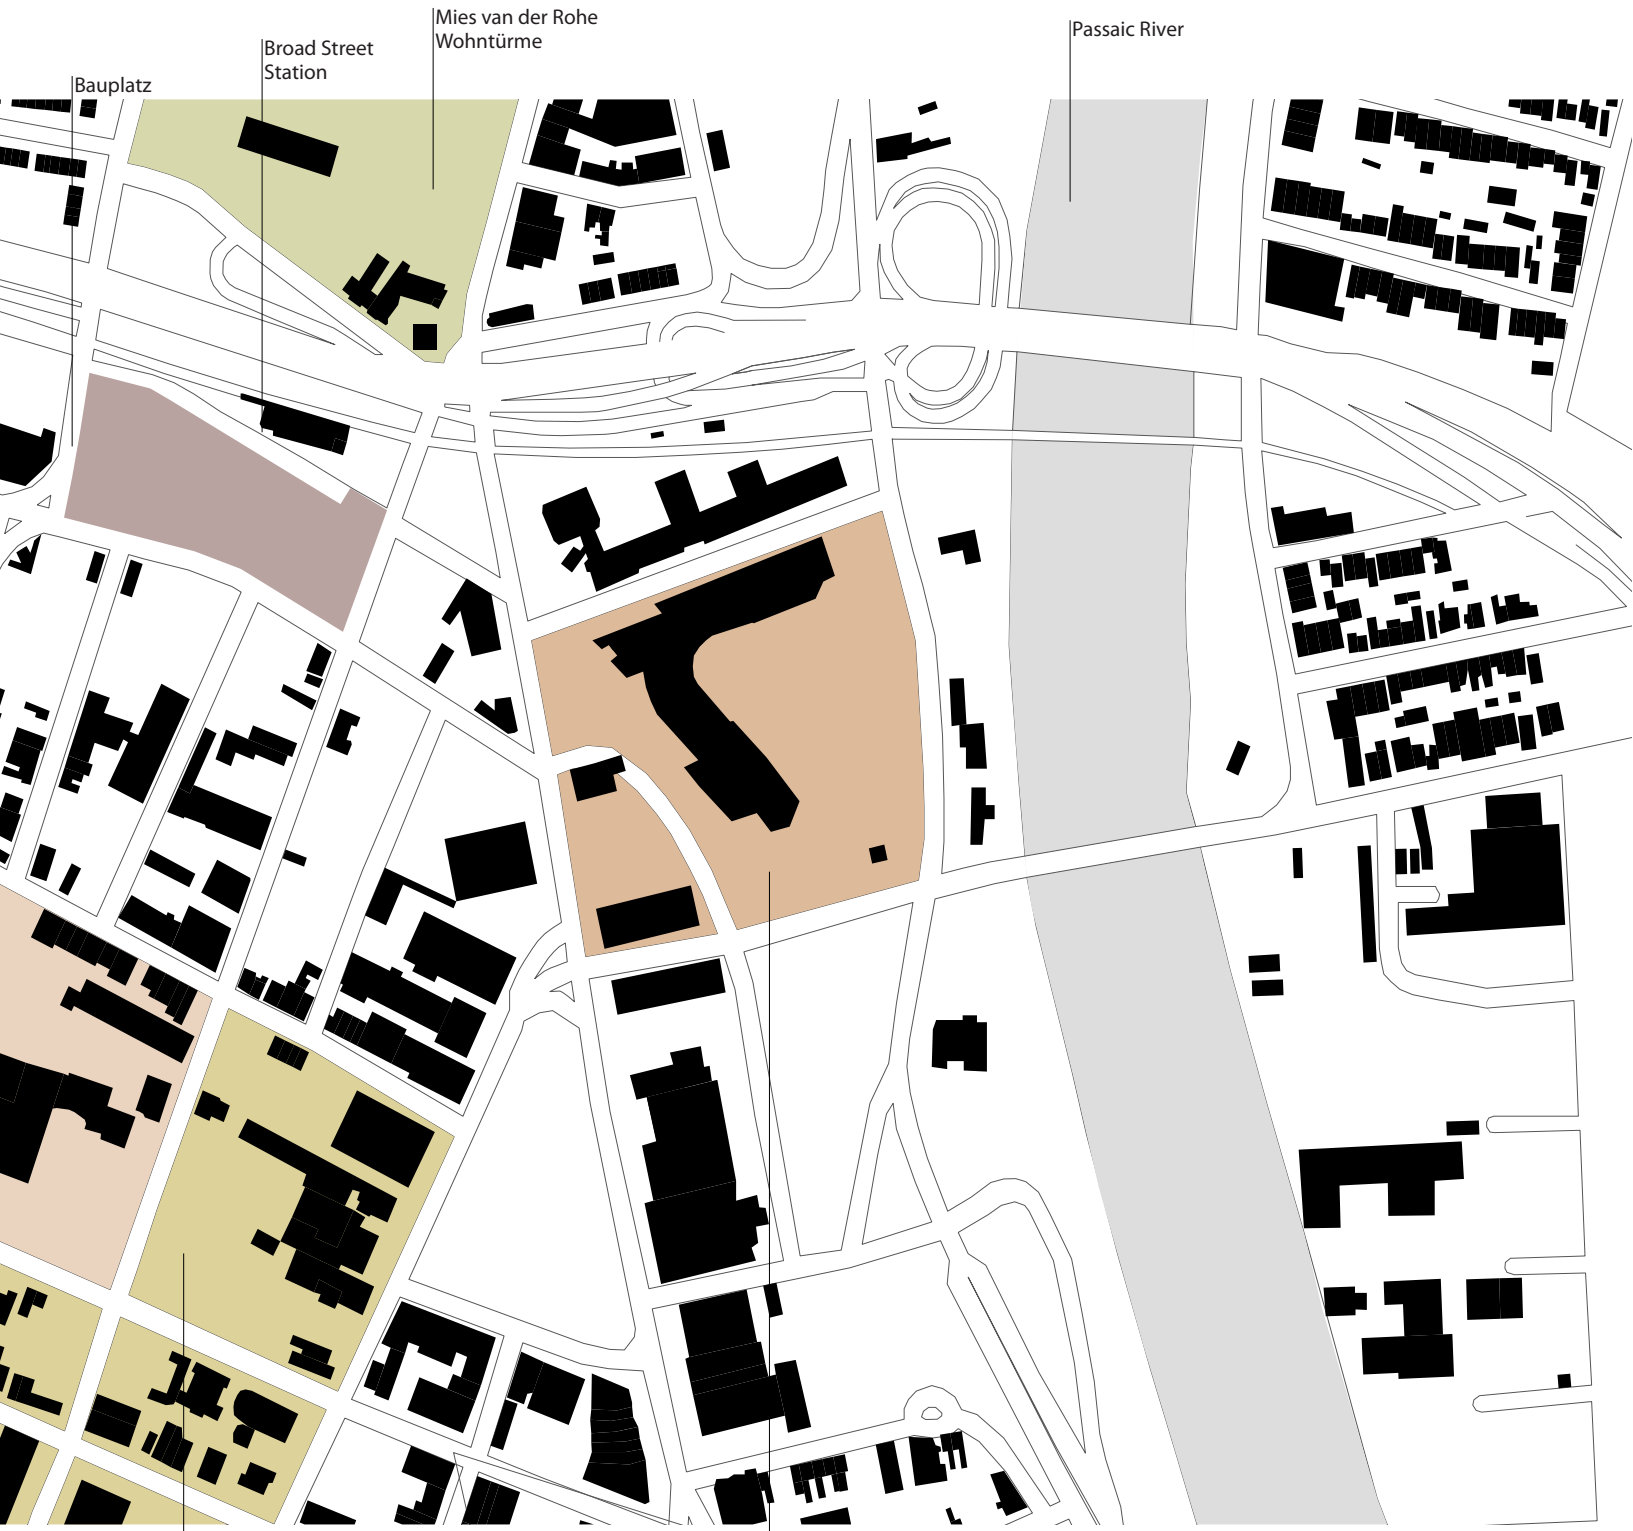 Bauplatz
Broad Street
Station
Mies van der Rohe
Wohntürme
Passaic River